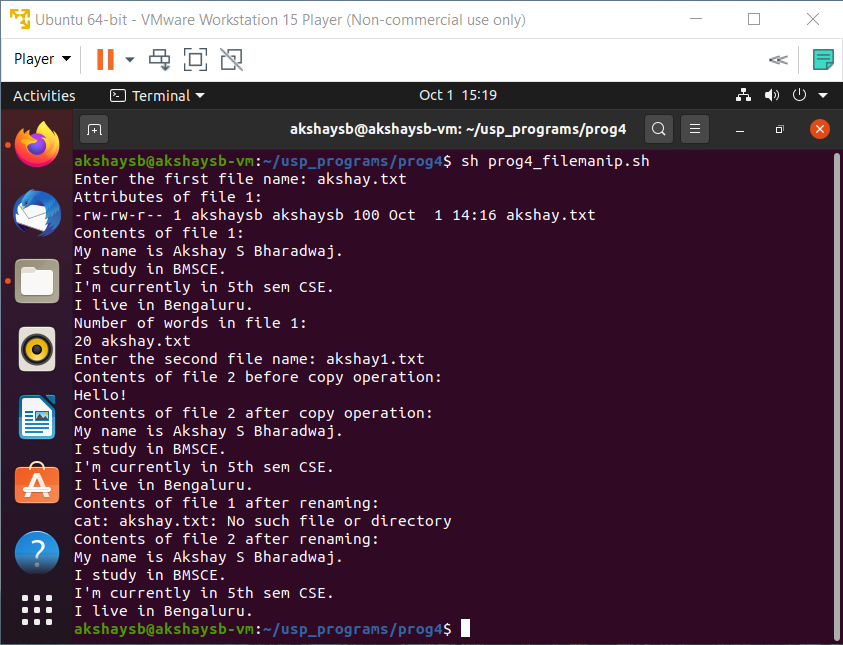 Ubuntu 64-bit - VMware Workstation 15 Player (Non-commercial use only)
Player
Activities
Terminal
Oct 1 15:19
akshaysb@akshaysb-vm: ~/usp_programs/prog4
akshaysb@akshaysb-vm:~/usp_programs/prog4$ sh prog4_filemanip.sh
Enter the first file name: akshay.txt
Attributes of file 1:
-rw-rw-r-- 1 akshaysb akshaysb 100 Oct  1 14:16 akshay.txt
Contents of file 1:
My name is Akshay S Bharadwaj.
I study in BMSCE.
I'm currently in 5th sem CSE.
I live in Bengaluru.
Number of words in file 1:
20 akshay.txt
Enter the second file name: akshay1.txt
Contents of file 2 before copy operation:
Hello!
Contents of file 2 after copy operation:
My name is Akshay S Bharadwaj.
I study in BMSCE.
I'm currently in 5th sem CSE.
I live in Bengaluru.
Contents of file 1 after renaming:
cat: akshay.txt: No such file or directory
Contents of file 2 after renaming:
My name is Akshay S Bharadwaj.
I study in BMSCE.
I'm currently in 5th sem CSE.
I live in Bengaluru.
akshaysb@akshaysb-vm:~/usp_programs/prog4$